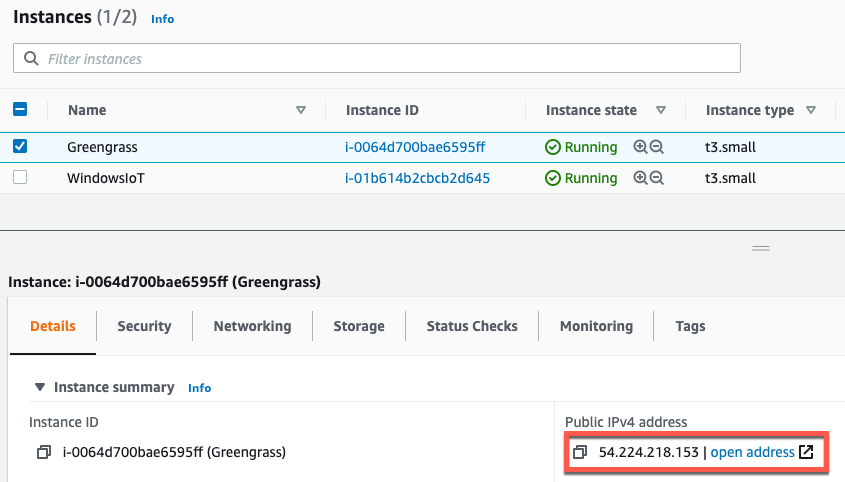 Instances (1/2) Info
Filter instances
Name Instance ID Instance state Instance type
Greengrass i-0064d700bae6595ff Running t3.small
WindowsIoT i-01b614b2cbcb2d645 Running t3.small
Instance: i-0064d700bae6595ff (Greengrass)
Details Security Networking Storage Status Checks Monitoring Tags
Instance summary Info
Instance ID Public IPv4 address
i-0064d700bae6595ff (Greengrass) 54.224.218.153 | open address